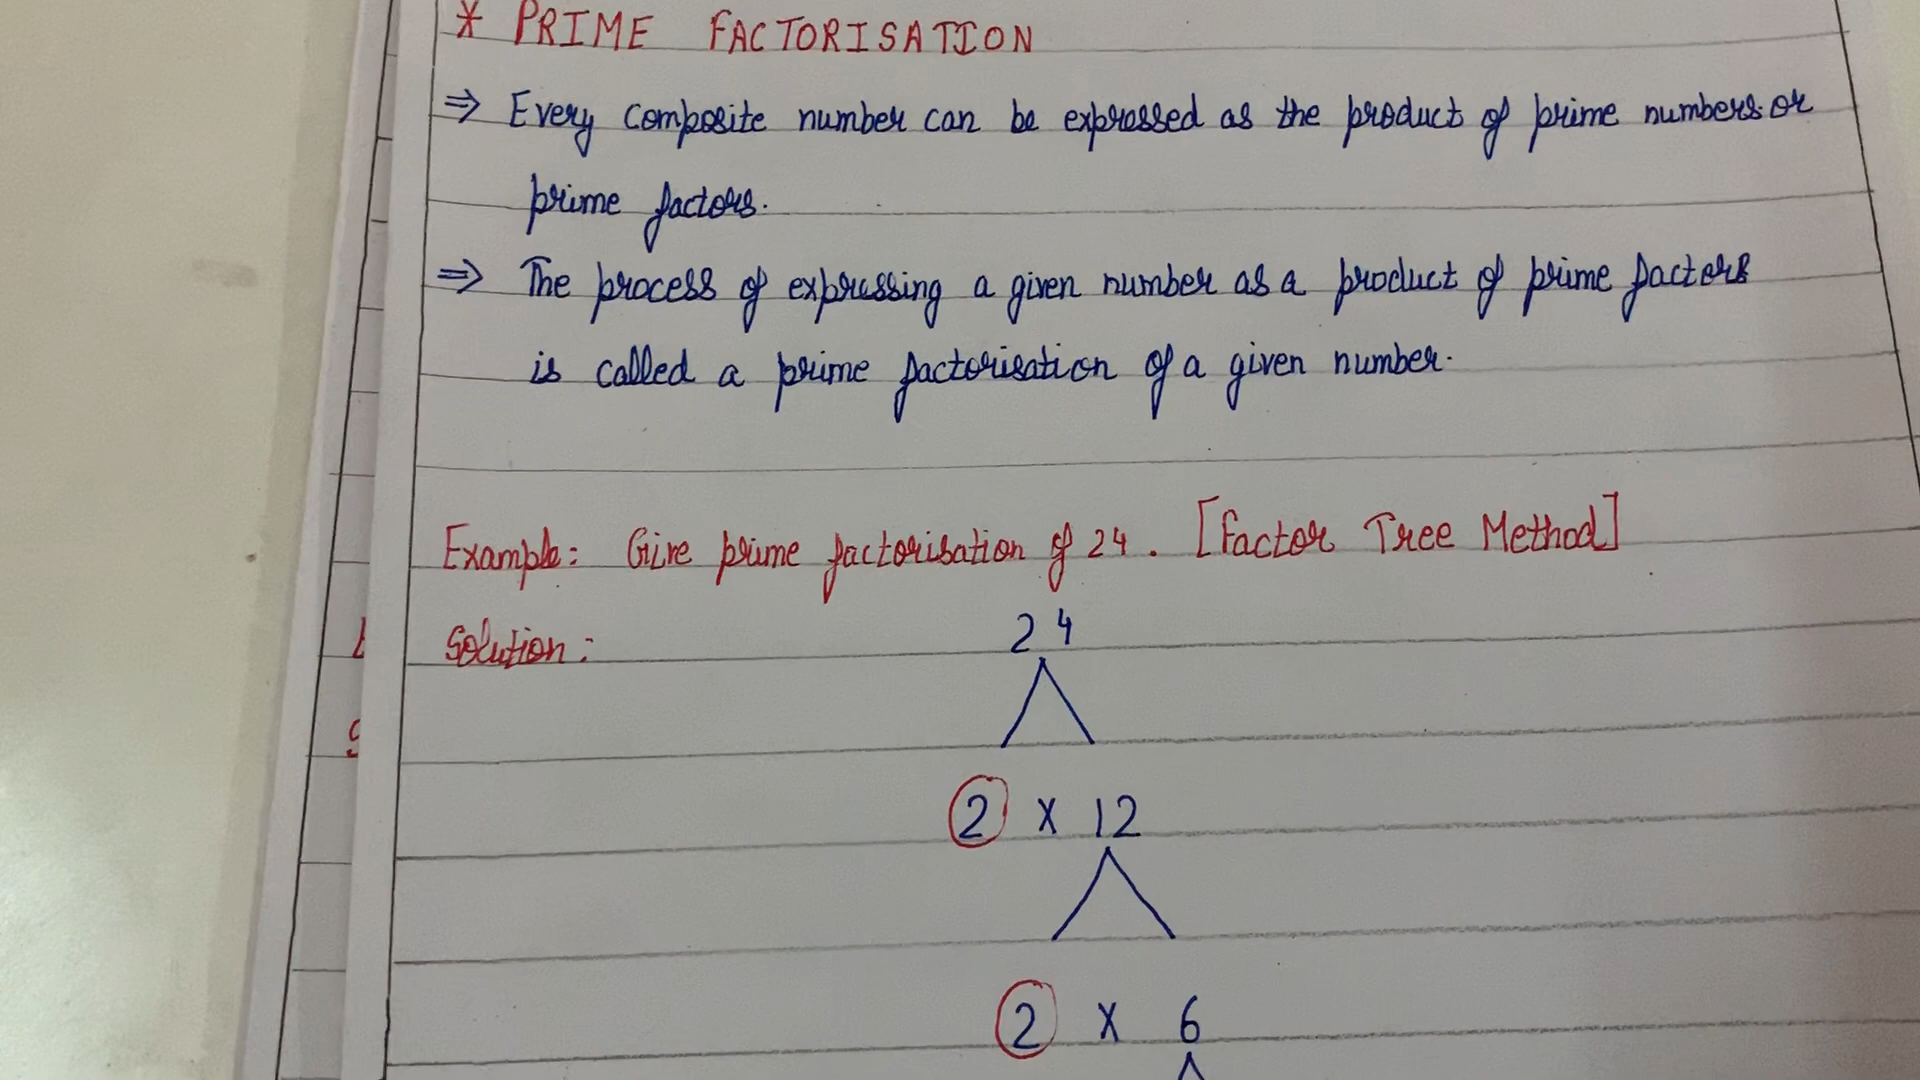 * PRIME FACTORISATION
⇒ Every composite number can be expressed as the product of prime numbers or
prime factors.
⇒ The process of expressing a given number as a product of prime factors
is called a prime factorisation of a given number.
Example: Give prime factorisation of 24. [Factor Tree Method]
Solution:
24
2 X 12
2 X 6